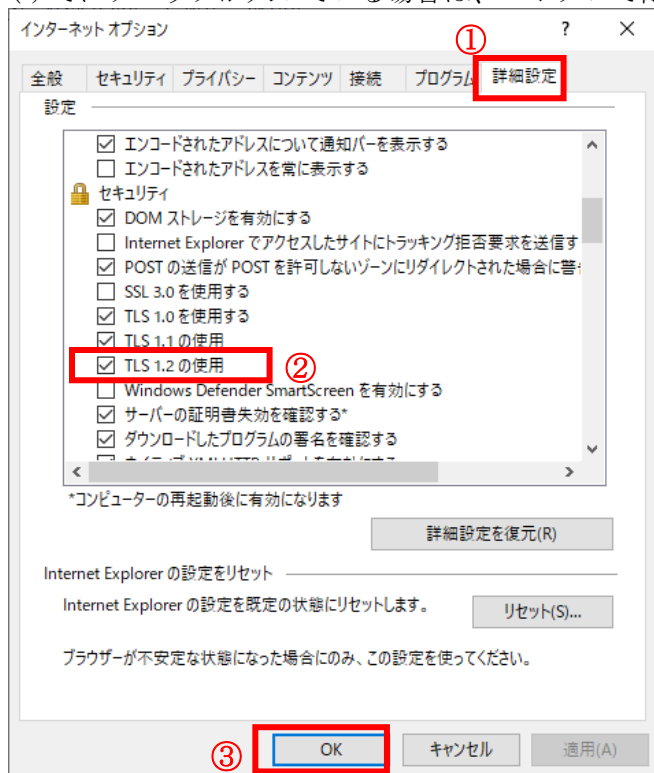 インターネット オプション ? ×
①
全般 セキュリティ プライバシー コンテンツ 接続 プログラム 詳細設定
設定
エンコードされたアドレスについて通知バーを表示する
エンコードされたアドレスを常に表示する
セキュリティ
DOM ストレージを有効にする
Internet Explorer でアクセスしたサイトにトラッキング拒否要求を送信す
POST の送信が POST を許可しないゾーンにリダイレクトされた場合に警
SSL 3.0 を使用する
TLS 1.0 を使用する
TLS 1.1 の使用
TLS 1.2 の使用 ②
Windows Defender SmartScreen を有効にする
サーバーの証明書失効を確認する*
ダウンロードしたプログラムの署名を確認する
*コンピューターの再起動後に有効になります
詳細設定を復元(R)
Internet Explorer の設定をリセット
Internet Explorer の設定を既定の状態にリセットします。 リセット(S)...
ブラウザーが不安定な状態になった場合にのみ、この設定を使ってください。
③ OK キャンセル 適用(A)